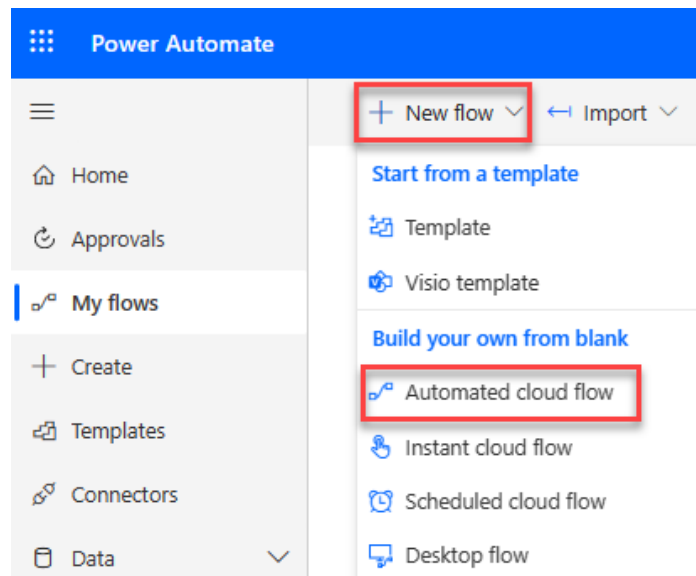 Power Automate
New flow
Import
Home
Approvals
My flows
Create
Templates
Connectors
Data
Start from a template
Template
Visio template
Build your own from blank
Automated cloud flow
Instant cloud flow
Scheduled cloud flow
Desktop flow